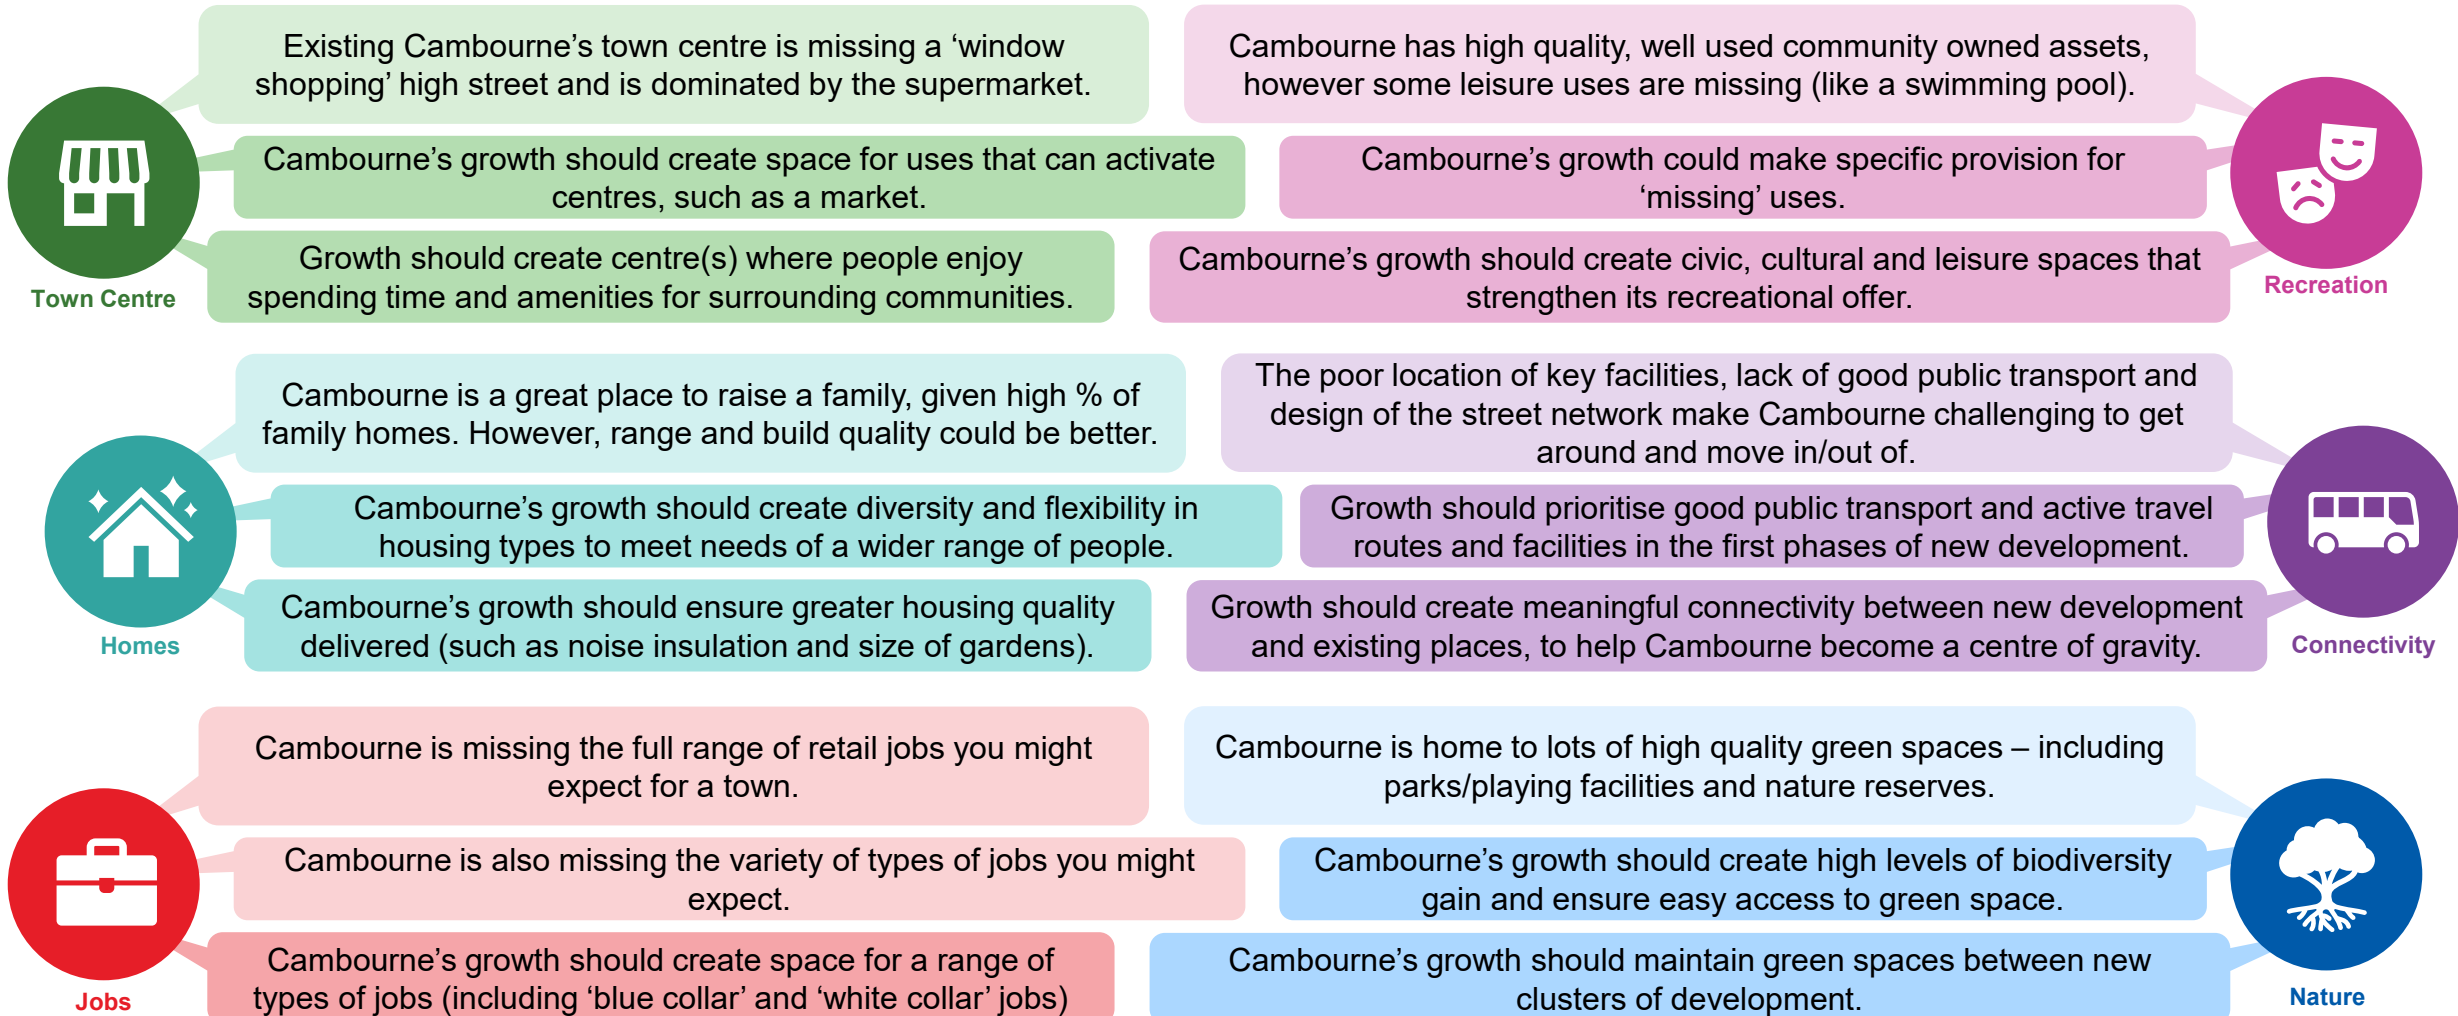 Existing Cambourne’s town centre is missing a ‘window
shopping’ high street and is dominated by the supermarket.
Cambourne’s growth should create space for uses that can activate
centres, such as a market.
Growth should create centre(s) where people enjoy
spending time and amenities for surrounding communities.
Town Centre
Cambourne has high quality, well used community owned assets,
however some leisure uses are missing (like a swimming pool).
Cambourne’s growth could make specific provision for
‘missing’ uses.
Cambourne’s growth should create civic, cultural and leisure spaces that
strengthen its recreational offer.
Recreation
Cambourne is a great place to raise a family, given high % of
family homes. However, range and build quality could be better.
Cambourne’s growth should create diversity and flexibility in
housing types to meet needs of a wider range of people.
Cambourne’s growth should ensure greater housing quality
delivered (such as noise insulation and size of gardens).
Homes
The poor location of key facilities, lack of good public transport and
design of the street network make Cambourne challenging to get
around and move in/out of.
Growth should prioritise good public transport and active travel
routes and facilities in the first phases of new development.
Growth should create meaningful connectivity between new development
and existing places, to help Cambourne become a centre of gravity.
Connectivity
Cambourne is missing the full range of retail jobs you might
expect for a town.
Cambourne is also missing the variety of types of jobs you might
expect.
Cambourne’s growth should create space for a range of
types of jobs (including ‘blue collar’ and ‘white collar’ jobs)
Jobs
Cambourne is home to lots of high quality green spaces – including
parks/playing facilities and nature reserves.
Cambourne’s growth should create high levels of biodiversity
gain and ensure easy access to green space.
Cambourne’s growth should maintain green spaces between new
clusters of development.
Nature